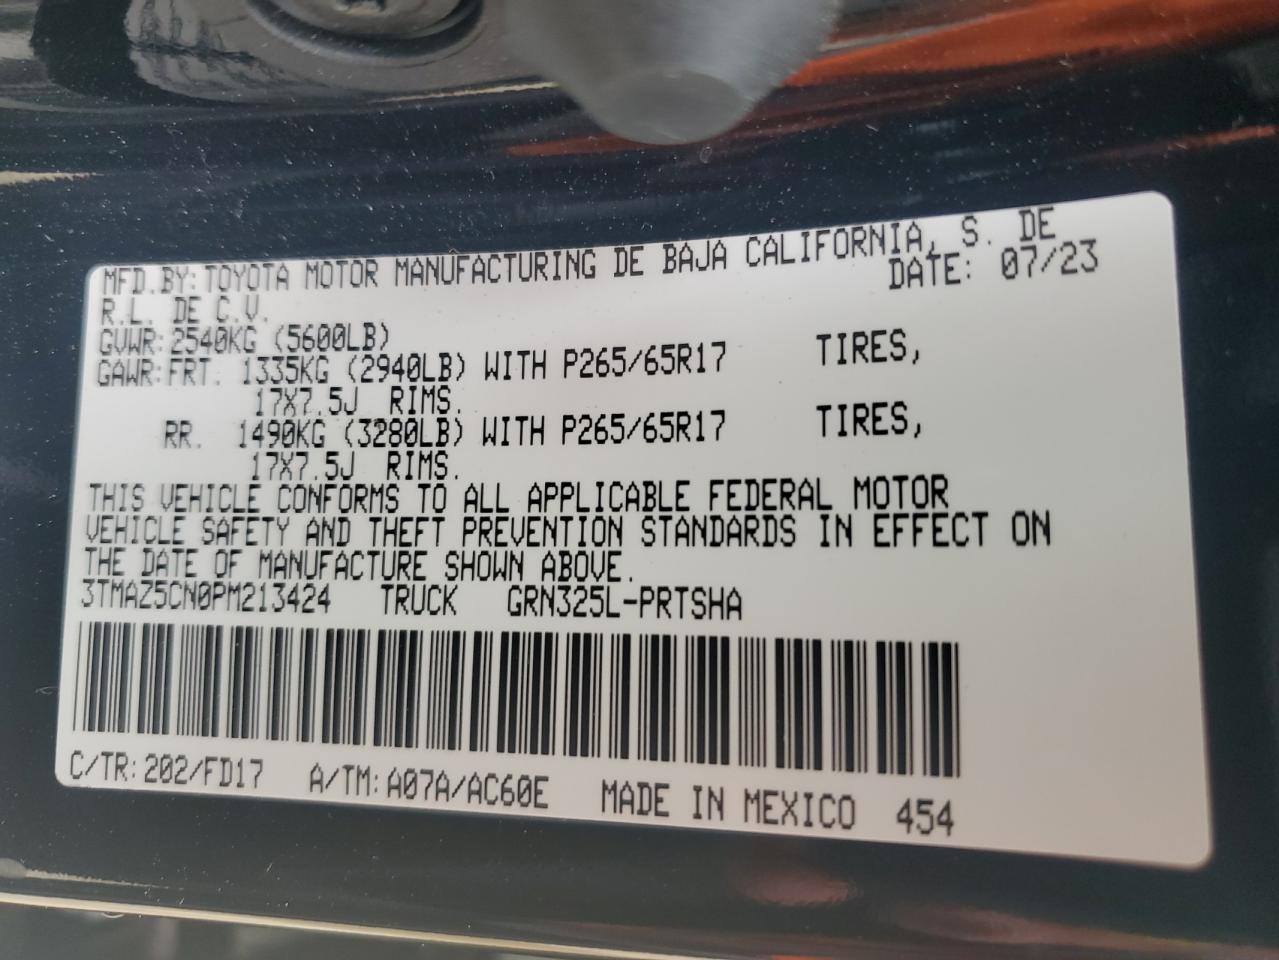 MFD.BY:TOYOTA MOTOR MANUFACTURING DE BAJA CALIFORNIA, S. DE
R.L. DE C.V. DATE: 07/23
GVWR:2540KG (5600LB)
GAWR:FRT. 1335KG (2940LB) WITH P265/65R17 TIRES,
17X7.5J RIMS.
RR. 1490KG (3280LB) WITH P265/65R17 TIRES,
17X7.5J RIMS.
THIS VEHICLE CONFORMS TO ALL APPLICABLE FEDERAL MOTOR
VEHICLE SAFETY AND THEFT PREVENTION STANDARDS IN EFFECT ON
THE DATE OF MANUFACTURE SHOWN ABOVE.
3TMAZ5CN0PM213424 TRUCK GRN325L-PRTSHA
C/TR:202/FD17 A/TM:A07A/AC60E MADE IN MEXICO 454